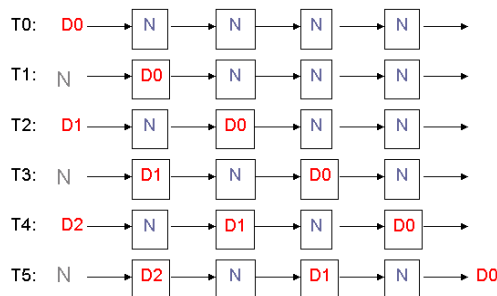 T0: D0 N N N N
T1: N D0 N N N
T2: D1 N D0 N N
T3: N D1 N D0 N
T4: D2 N D1 N D0
T5: N D2 N D1 N D0